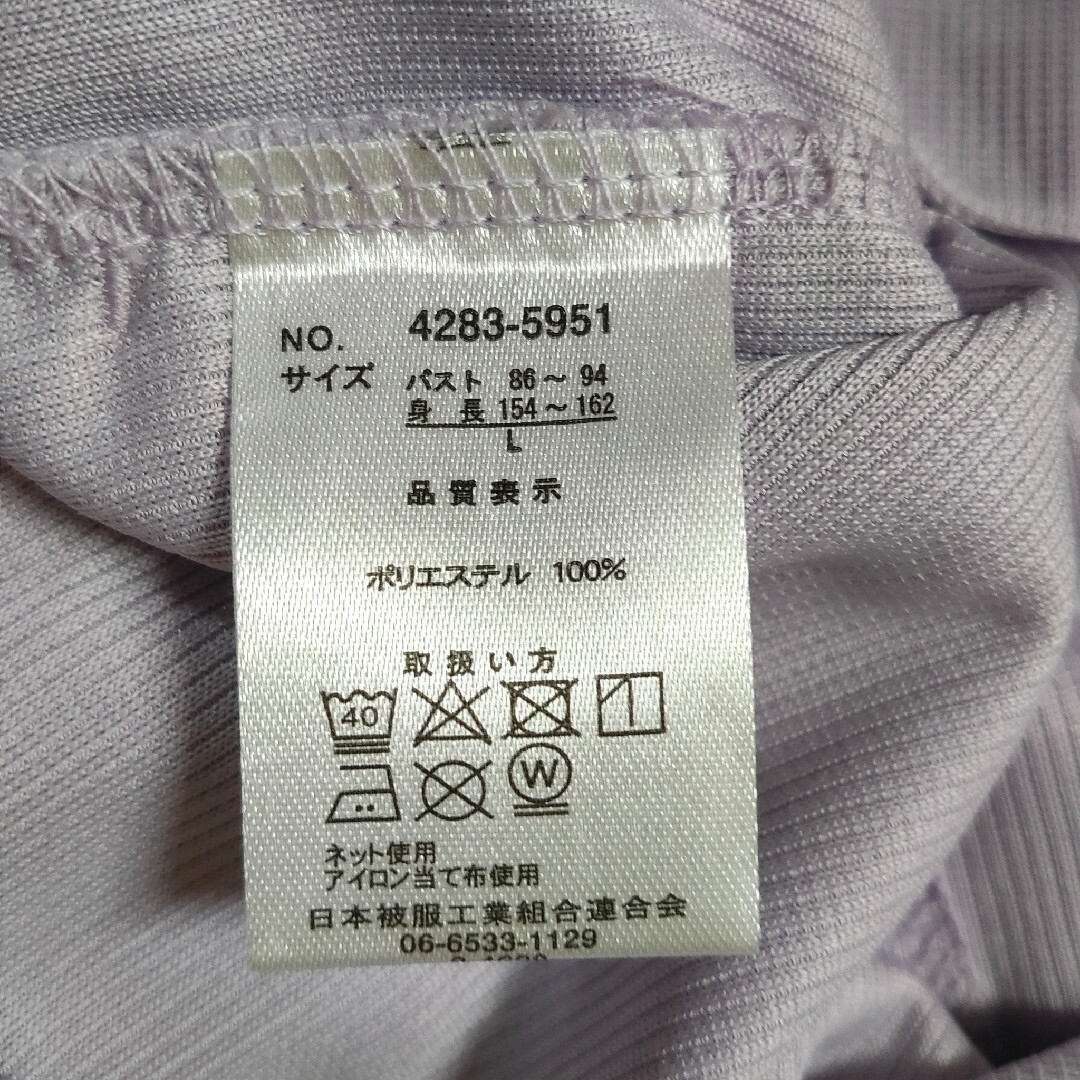 NO. 4283-5951
サイズ バスト 86～94
身長 154～162
L
品質表示
ポリエステル 100%
取扱い方
40
W
ネット使用
アイロン当て布使用
日本被服工業組合連合会
06-6533-1129